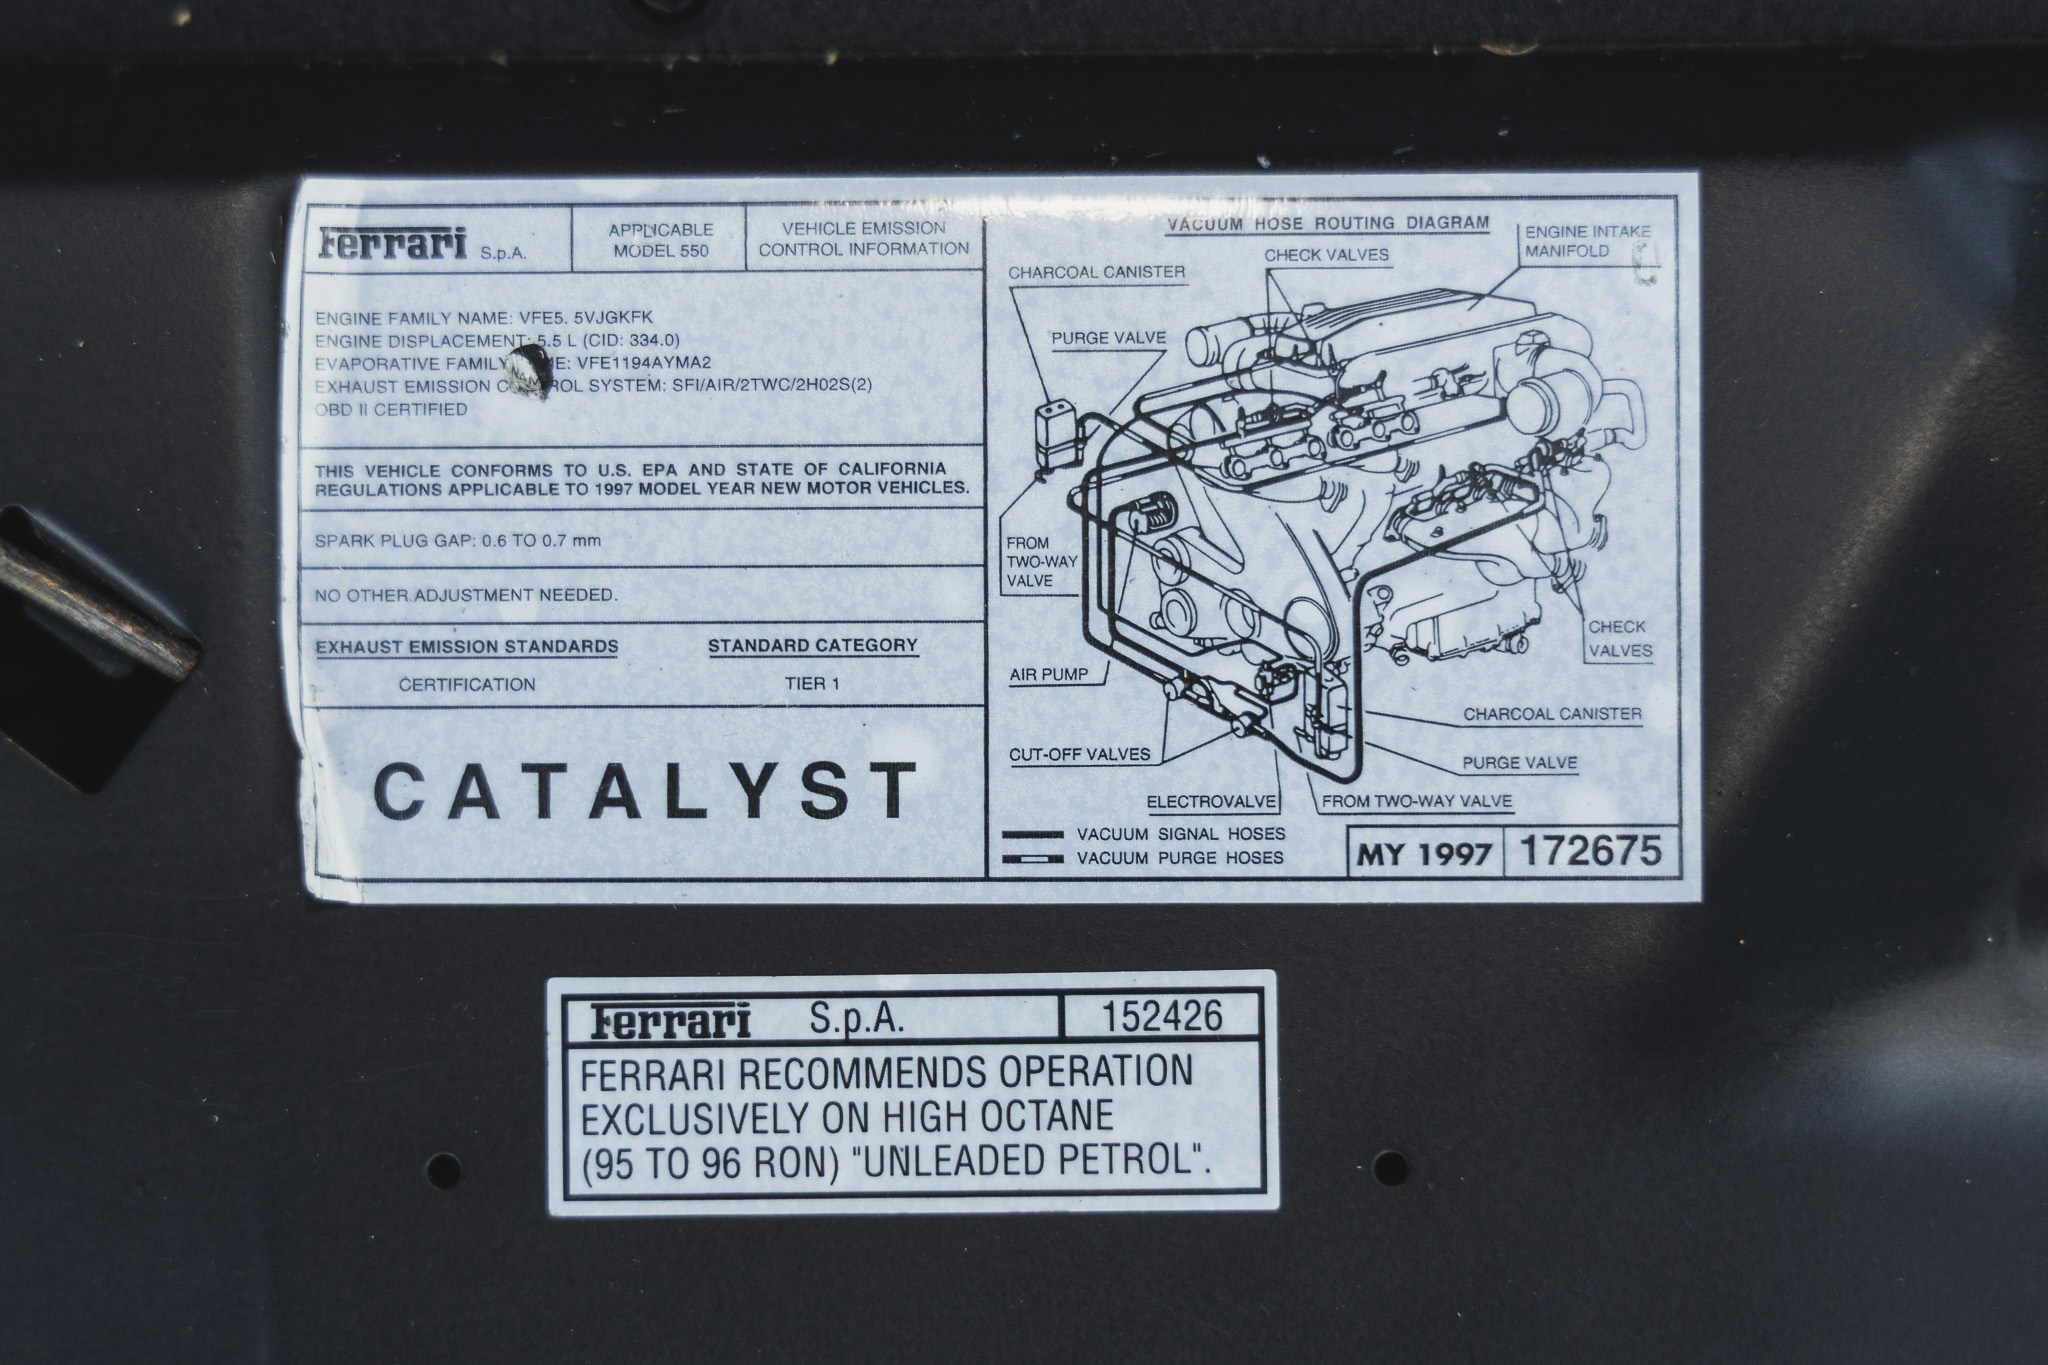 Ferrari S.p.A.
APPLICABLE
MODEL 550
VEHICLE EMISSION
CONTROL INFORMATION
ENGINE FAMILY NAME: VFE5. 5VJGKFK
ENGINE DISPLACEMENT: 5.5 L (CID: 334.0)
EVAPORATIVE FAMILY : VFE1194AYMA2
EXHAUST EMISSION SYSTEM: SFI/AIR/2TWC/2H02S(2)
OBD II CERTIFIED
THIS VEHICLE CONFORMS TO U.S. EPA AND STATE OF CALIFORNIA
REGULATIONS APPLICABLE TO 1997 MODEL YEAR NEW MOTOR VEHICLES.
SPARK PLUG GAP: 0.6 TO 0.7 mm
NO OTHER ADJUSTMENT NEEDED.
EXHAUST EMISSION STANDARDS STANDARD CATEGORY
CERTIFICATION TIER 1
CATALYST
VACUUM HOSE ROUTING DIAGRAM
ENGINE INTAKE
MANIFOLD
CHECK VALVES
CHARCOAL CANISTER
PURGE VALVE
FROM
TWO-WAY
VALVE
CHECK
VALVES
AIR PUMP
CHARCOAL CANISTER
CUT-OFF VALVES
PURGE VALVE
ELECTROVALVE
FROM TWO-WAY VALVE
VACUUM SIGNAL HOSES
VACUUM PURGE HOSES
MY 1997
172675
Ferrari S.p.A.
152426
FERRARI RECOMMENDS OPERATION
EXCLUSIVELY ON HIGH OCTANE
(95 TO 96 RON) "UNLEADED PETROL".